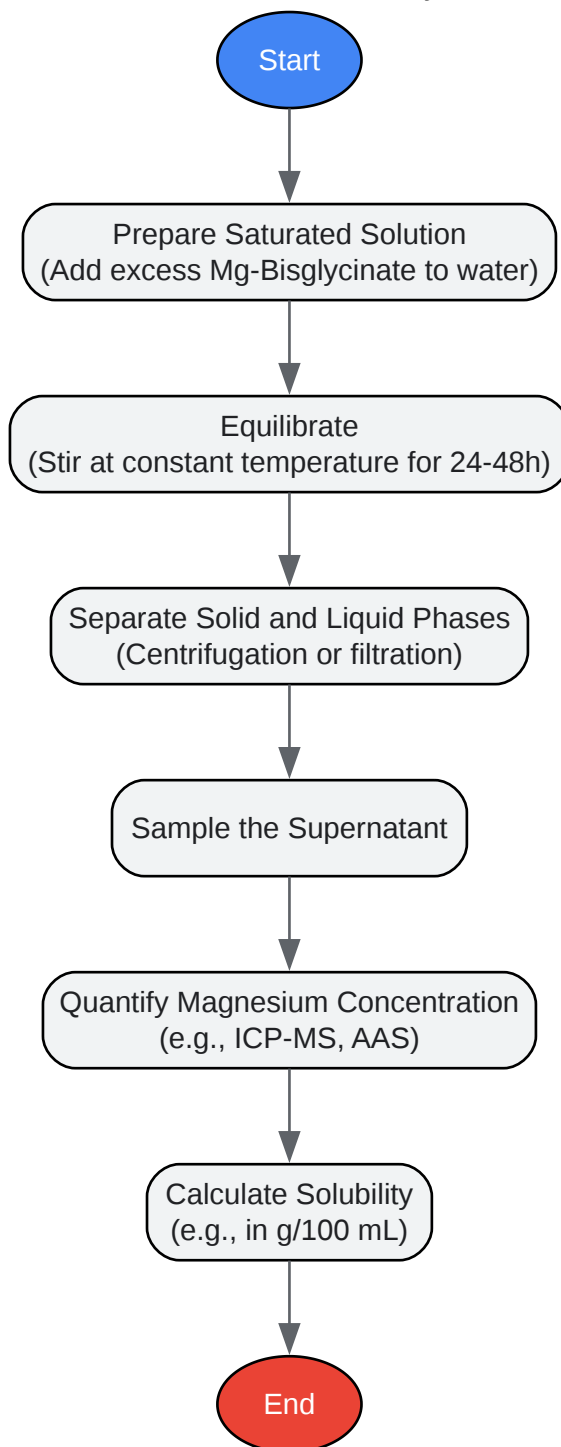 Start
Prepare Saturated Solution
(Add excess Mg-Bisglycinate to water)
Equilibrate
(Stir at constant temperature for 24-48h)
Separate Solid and Liquid Phases
(Centrifugation or filtration)
Sample the Supernatant
Quantify Magnesium Concentration
(e.g., ICP-MS, AAS)
Calculate Solubility
(e.g., in g/100 mL)
End